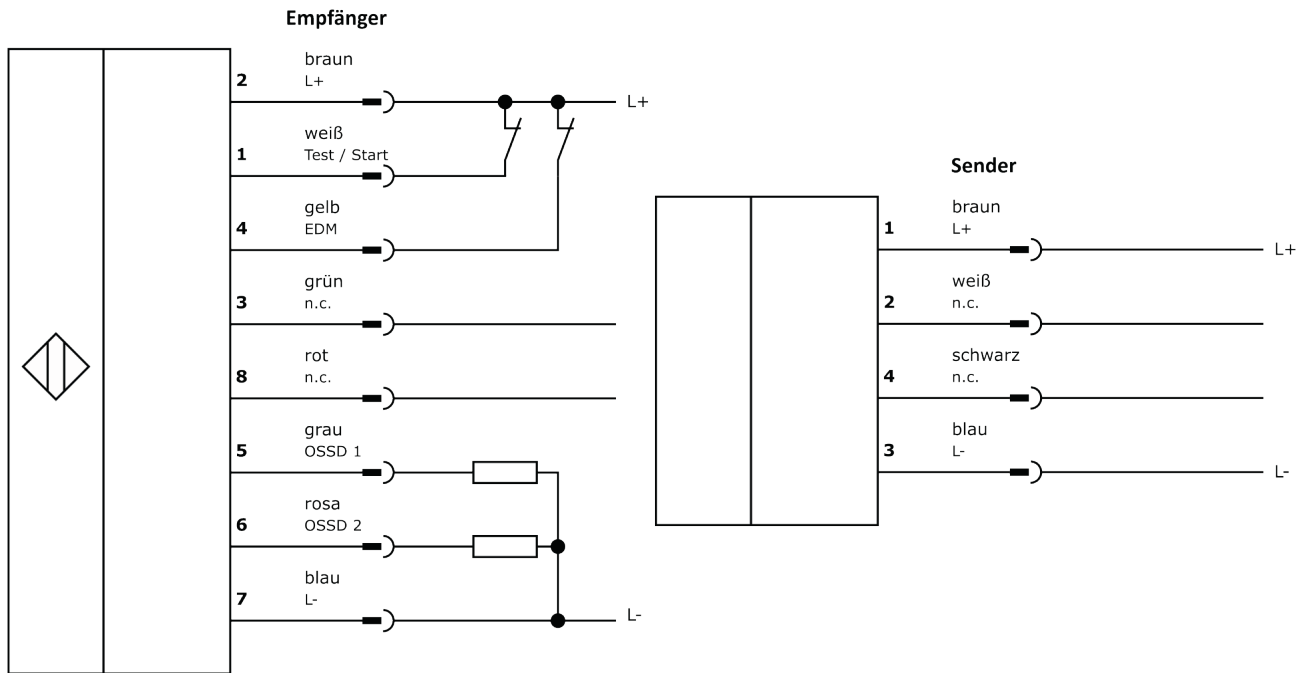 Empfänger
braun
2
L+
L+
weiß
1
Test / Start
gelb
4
EDM
grün
3
n.c.
rot
8
n.c.
grau
5
OSSD 1
rosa
6
OSSD 2
blau
7
L-
L-
Sender
braun
1
L+
L+
weiß
2
n.c.
schwarz
4
n.c.
blau
3
L-
L-